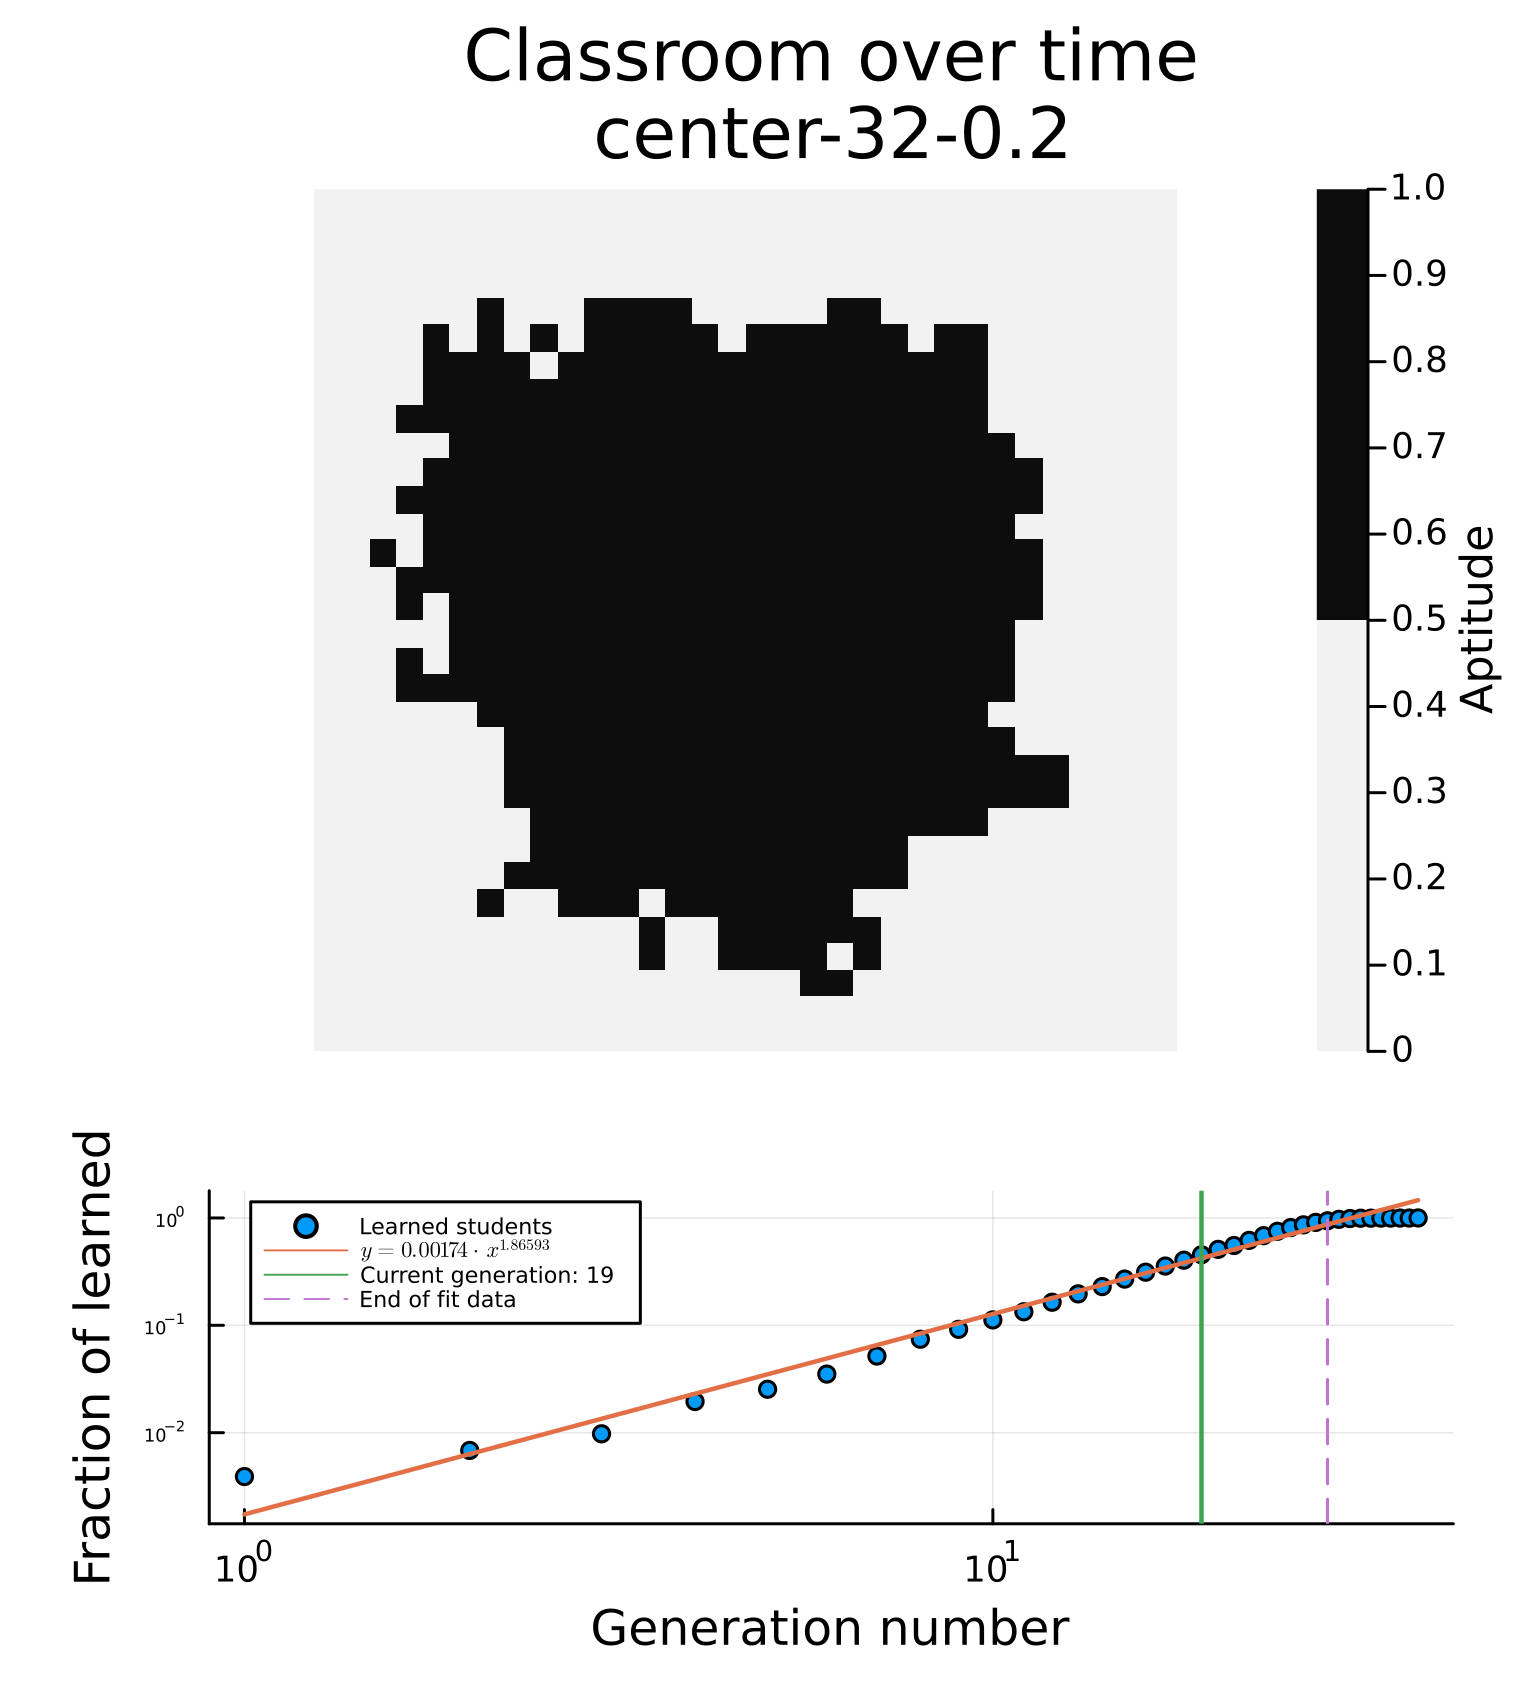 Classroom over time
center-32-0.2
1.0
0.9
0.8
0.7
0.6
0.5
0.4
0.3
0.2
0.1
0
Aptitude
Fraction of learned
10⁰
10⁻¹
10⁻²
Learned students
y = 0.00174 · x^1.86593
Current generation: 19
End of fit data
10⁰
10¹
Generation number